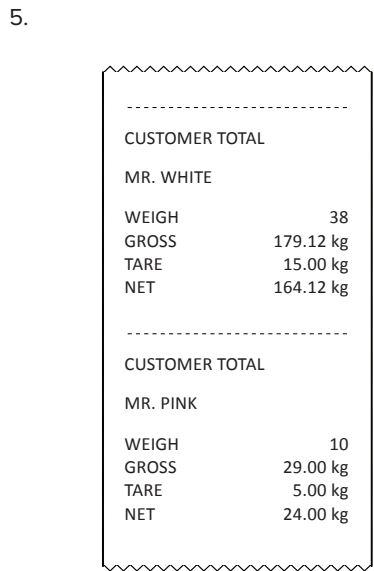 5.
---------------------------
CUSTOMER TOTAL
MR. WHITE
WEIGH 38
GROSS 179.12 kg
TARE 15.00 kg
NET 164.12 kg
---------------------------
CUSTOMER TOTAL
MR. PINK
WEIGH 10
GROSS 29.00 kg
TARE 5.00 kg
NET 24.00 kg